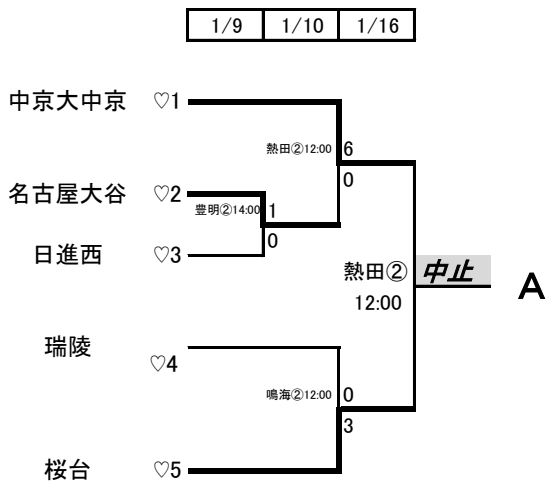 1/9 1/10 1/16
中京大中京 ♡1
熱田②12:00 6
0
名古屋大谷 ♡2
豊明②14:00 1
0
日進西 ♡3
熱田② 中止
12:00
A
瑞陵 ♡4
鳴海②12:00 0
3
桜台 ♡5